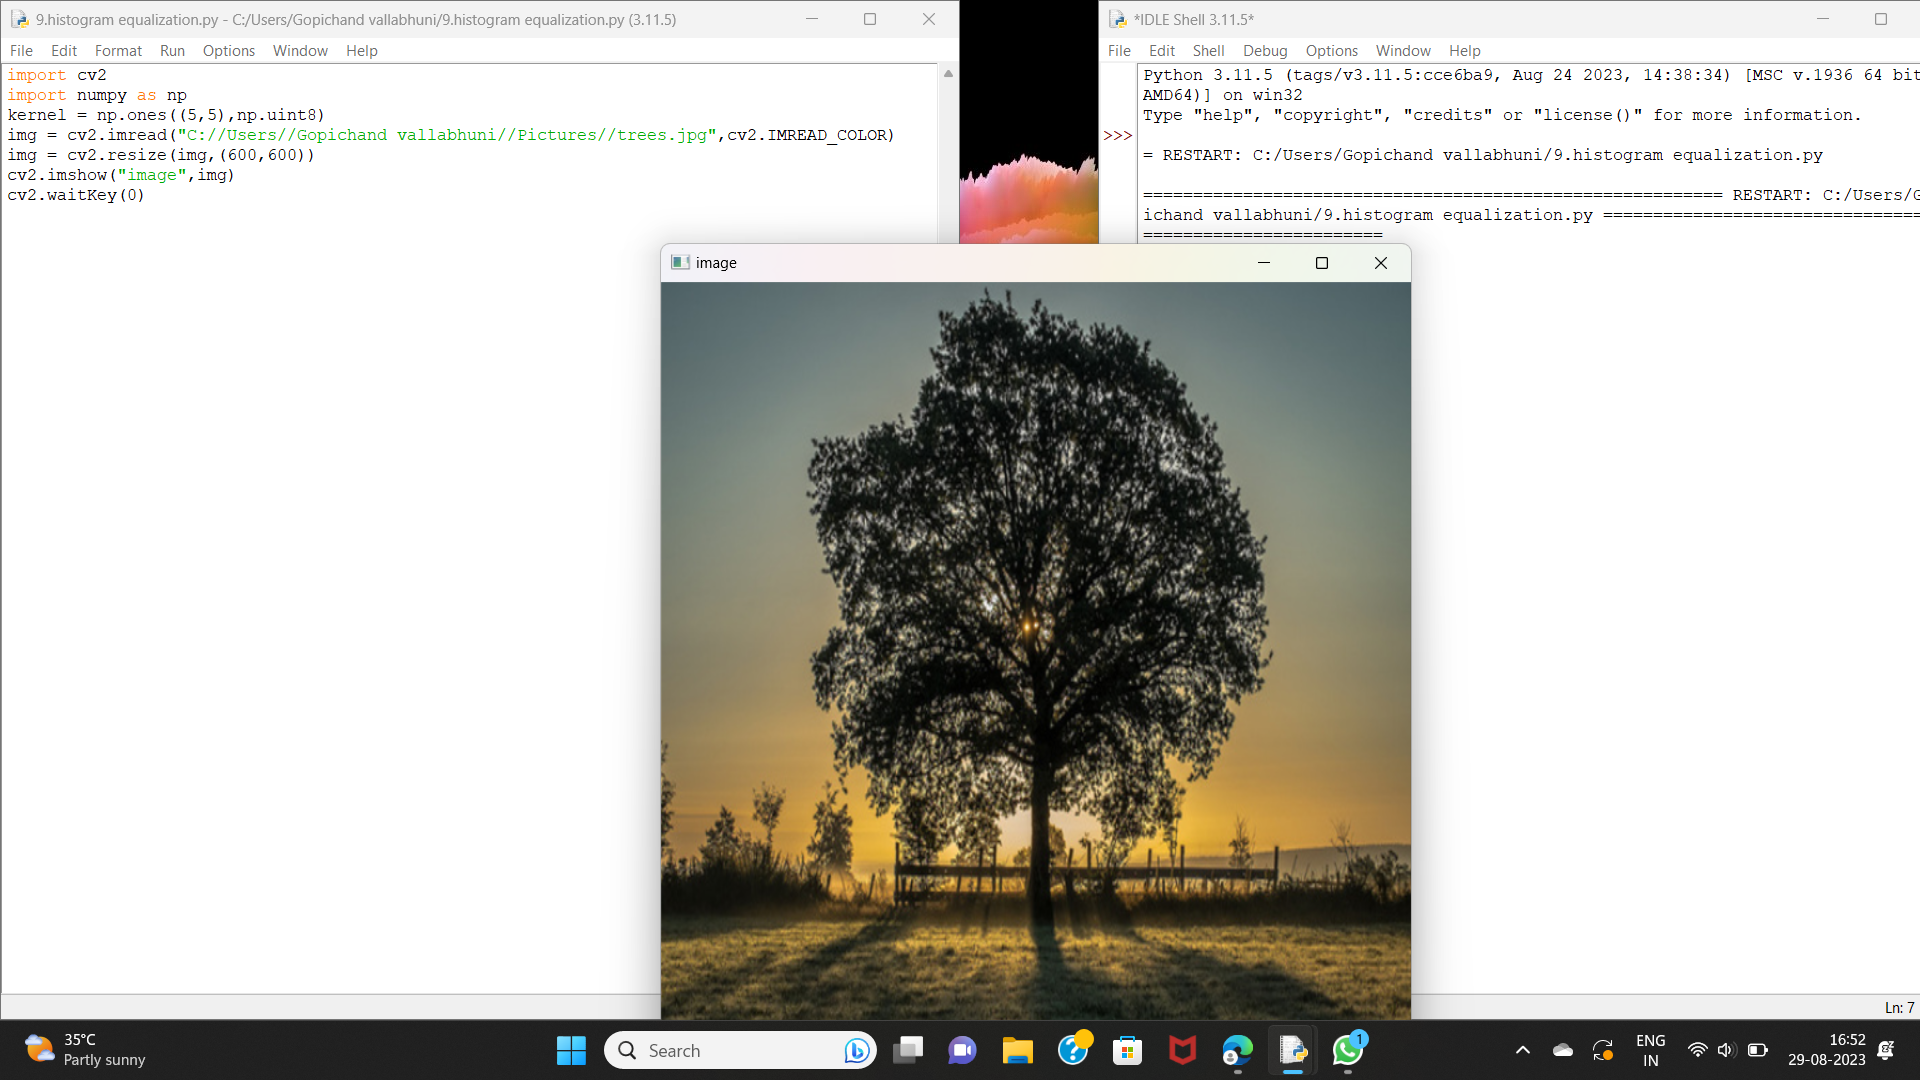 9.histogram equalization.py - C:/Users/Gopichand vallabhuni/9.histogram equalization.py (3.11.5)
File Edit Format Run Options Window Help
import cv2
import numpy as np
kernel = np.ones((5,5),np.uint8)
img = cv2.imread("C://Users//Gopichand vallabhuni//Pictures//trees.jpg",cv2.IMREAD_COLOR)
img = cv2.resize(img,(600,600))
cv2.imshow("image",img)
cv2.waitKey(0)
*IDLE Shell 3.11.5*
File Edit Shell Debug Options Window Help
Python 3.11.5 (tags/v3.11.5:cce6ba9, Aug 24 2023, 14:38:34) [MSC v.1936 64 bit
AMD64)] on win32
Type "help", "copyright", "credits" or "license()" for more information.
>>>
= RESTART: C:/Users/Gopichand vallabhuni/9.histogram equalization.py
========================================================== RESTART: C:/Users/G
ichand vallabhuni/9.histogram equalization.py ================================
========================
image
Ln: 7
35°C
Partly sunny
Search
1
ENG
IN
16:52
29-08-2023